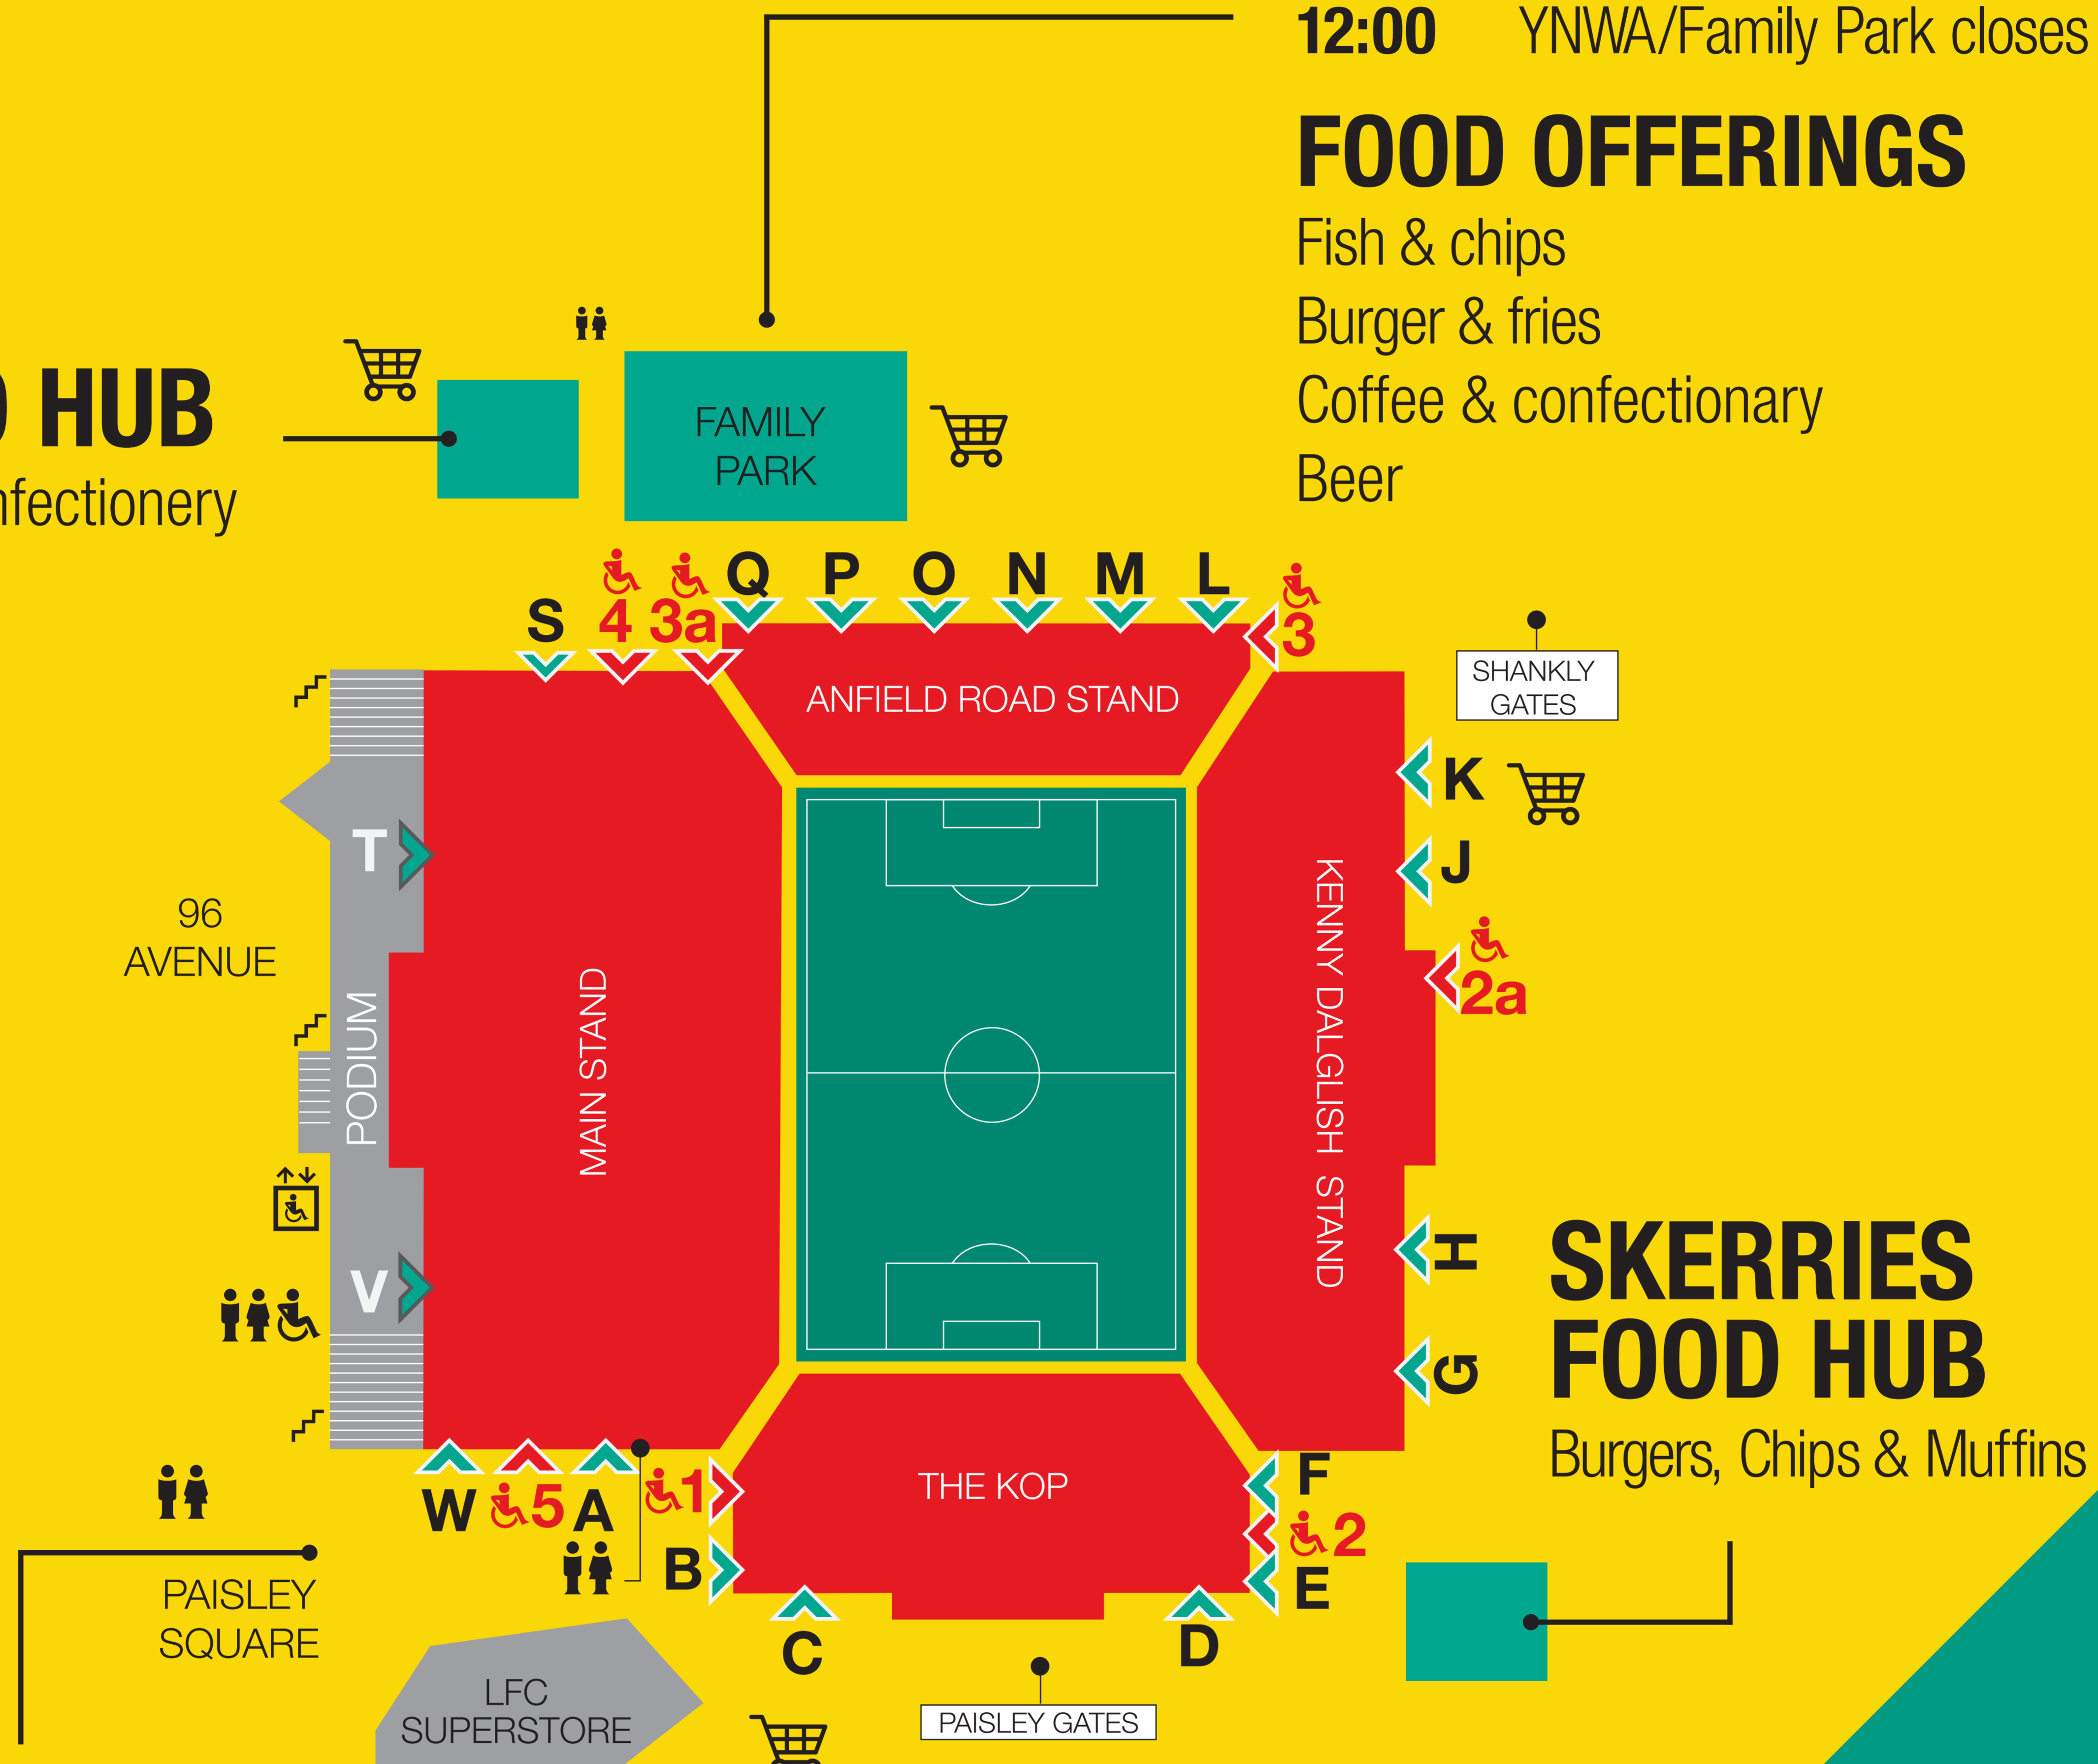 12:00 YNWA/Family Park closes
FOOD OFFERINGS
Fish & chips
Burger & fries
Coffee & confectionary
Beer
HUB
nfectionery
FAMILY
PARK
S
4
3a
Q
P
O
N
M
L
3
ANFIELD ROAD STAND
SHANKLY
GATES
K
J
2a
T
96
AVENUE
PODIUM
MAIN STAND
KENNY DALGLISH STAND
V
H
G
SKERRIES
FOOD HUB
Burgers, Chips & Muffins
W
5
A
1
B
THE KOP
F
2
E
C
D
PAISLEY
SQUARE
LFC
SUPERSTORE
PAISLEY GATES